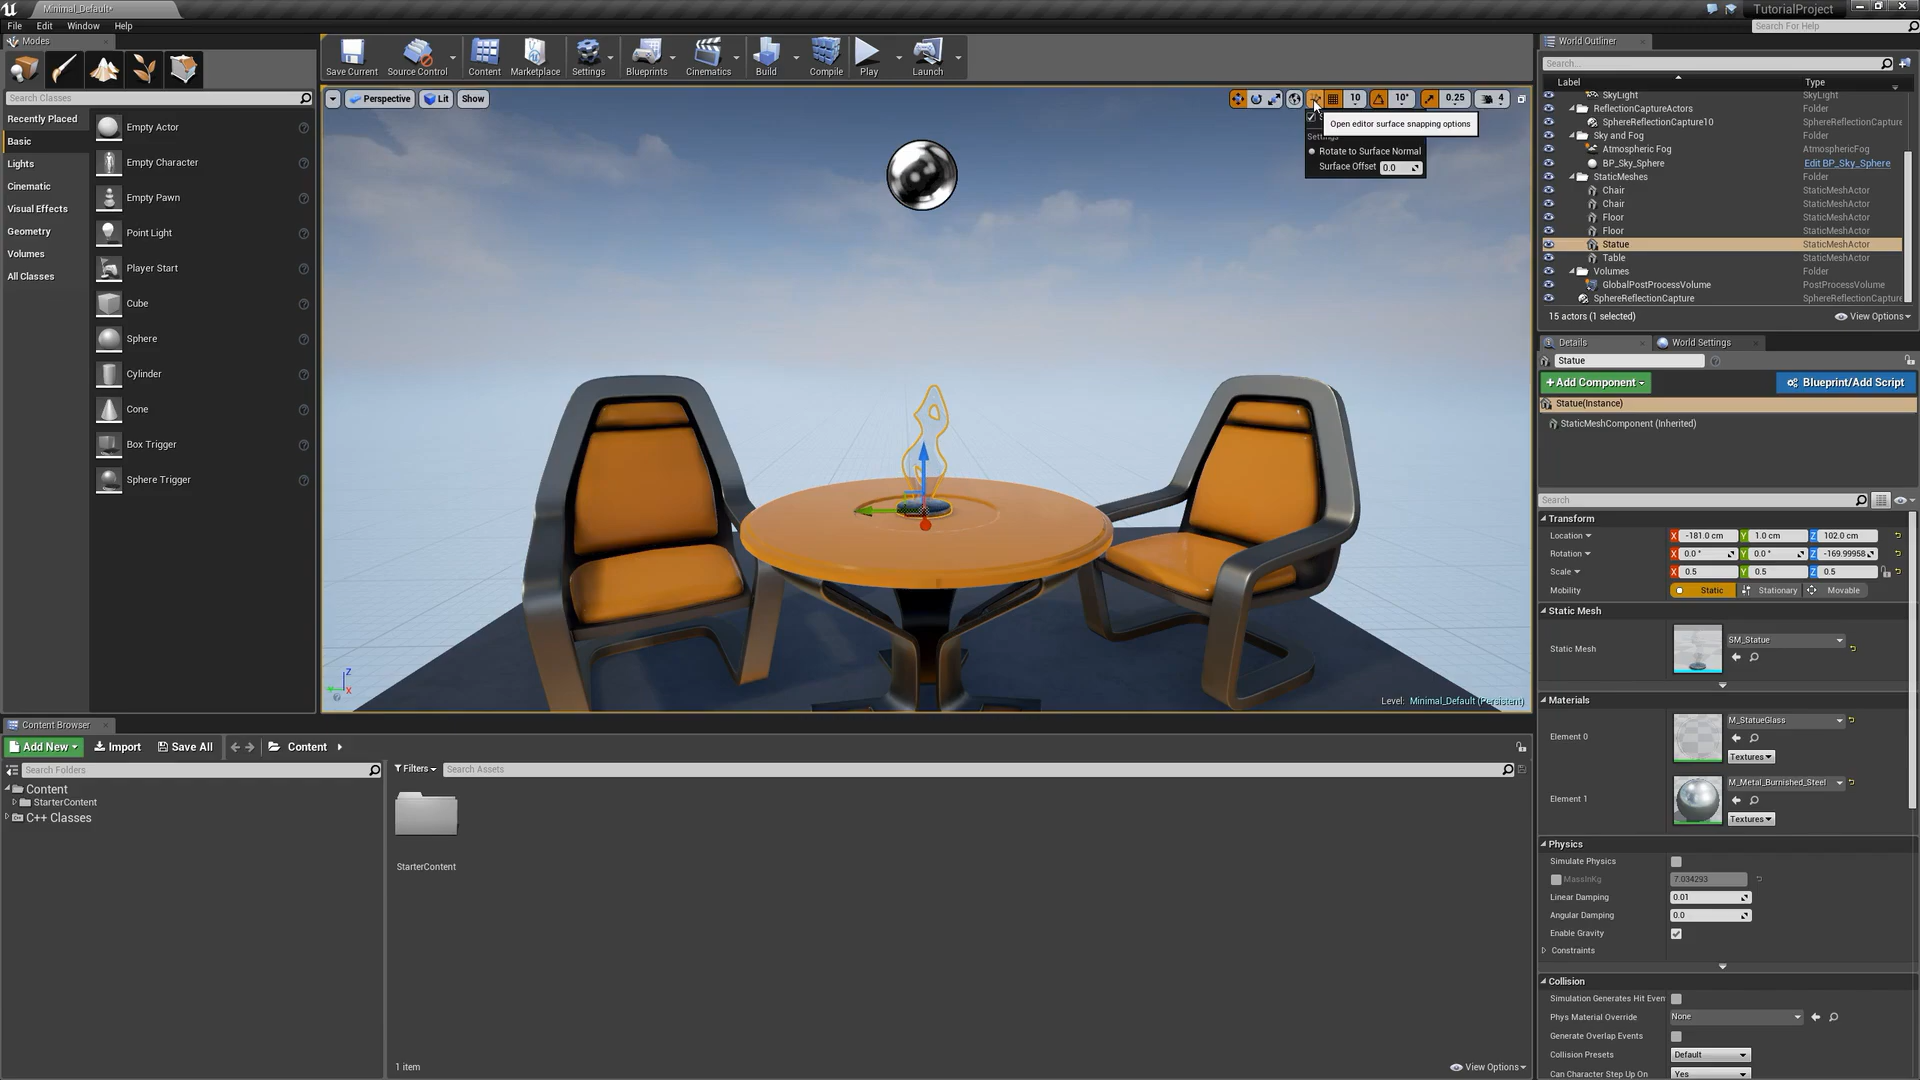 Minimal_Default*
TutorialProject
File Edit Window Help
Search For Help
Modes
Search Classes
Recently Placed
Basic
Lights
Cinematic
Visual Effects
Geometry
Volumes
All Classes
Empty Actor
Empty Character
Empty Pawn
Point Light
Player Start
Cube
Sphere
Cylinder
Cone
Box Trigger
Sphere Trigger
Save Current Source Control Content Marketplace Settings Blueprints Cinematics Build Compile Play Launch
Perspective Lit Show
10 10° 0.25 4
Open editor surface snapping options
Rotate to Surface Normal
Surface Offset 0.0
Z
X
Level: Minimal_Default (Persistent)
World Outliner
Search...
Label Type
SkyLight SkyLight
ReflectionCaptureActors Folder
SphereReflectionCapture10 SphereReflectionCapture
Sky and Fog Folder
Atmospheric Fog AtmosphericFog
BP_Sky_Sphere Edit BP_Sky_Sphere
StaticMeshes Folder
Chair StaticMeshActor
Chair StaticMeshActor
Floor StaticMeshActor
Floor StaticMeshActor
Statue StaticMeshActor
Table StaticMeshActor
Volumes Folder
GlobalPostProcessVolume PostProcessVolume
SphereReflectionCapture SphereReflectionCapture
15 actors (1 selected) View Options
Details World Settings
Statue
+Add Component Blueprint/Add Script
Statue(Instance)
StaticMeshComponent (Inherited)
Search
Transform
Location X -181.0 cm Y 1.0 cm Z 102.0 cm
Rotation X 0.0 ° Y 0.0 ° Z -169.99958
Scale X 0.5 Y 0.5 Z 0.5
Mobility Static Stationary Movable
Static Mesh
Static Mesh SM_Statue
Materials
Element 0 M_StatueGlass
Textures
Element 1 M_Metal_Burnished_Steel
Textures
Physics
Simulate Physics
MassInKg 7.034293
Linear Damping 0.01
Angular Damping 0.0
Enable Gravity
Constraints
Collision
Simulation Generates Hit Even
Phys Material Override None
Generate Overlap Events
Collision Presets Default
Can Character Step Up On Yes
Content Browser
Add New Import Save All Content
Search Folders
Content
StarterContent
C++ Classes
Filters Search Assets
StarterContent
1 item View Options